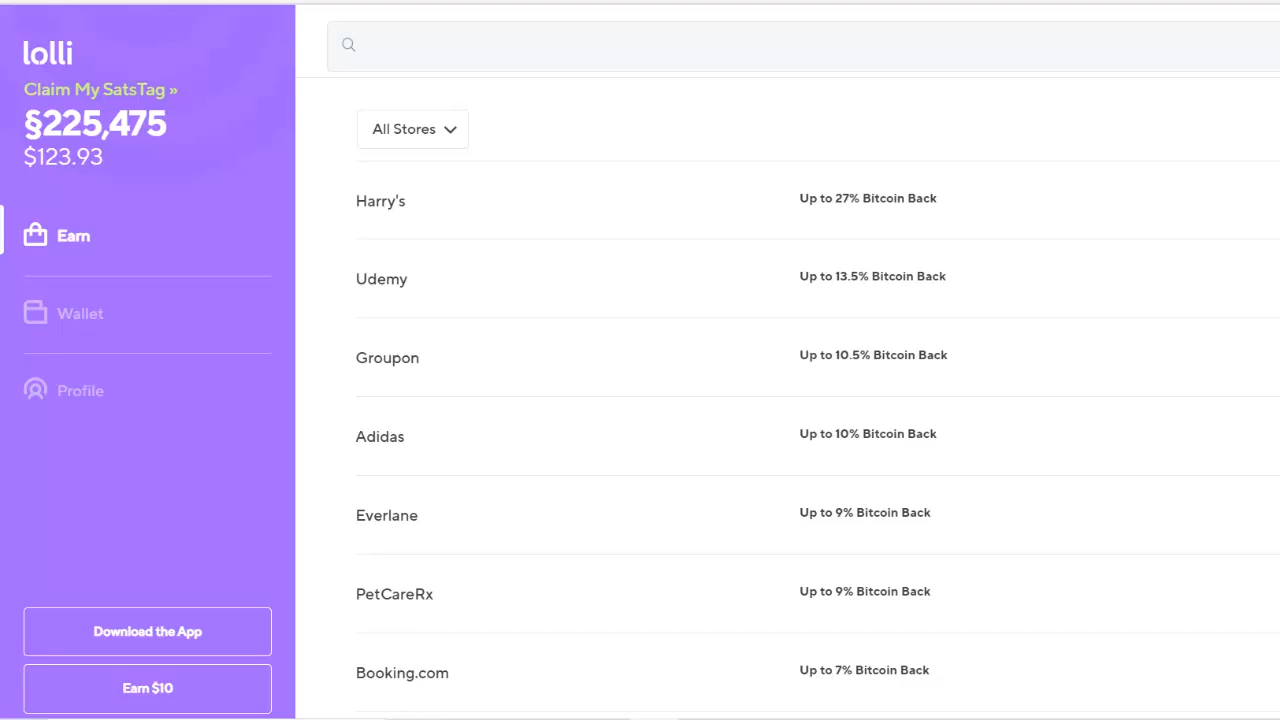 lolli
Claim My SatsTag »
§225,475
$123.93
Earn
Wallet
Profile
Download the App
Earn $10
All Stores
Harry's Up to 27% Bitcoin Back
Udemy Up to 13.5% Bitcoin Back
Groupon Up to 10.5% Bitcoin Back
Adidas Up to 10% Bitcoin Back
Everlane Up to 9% Bitcoin Back
PetCareRx Up to 9% Bitcoin Back
Booking.com Up to 7% Bitcoin Back